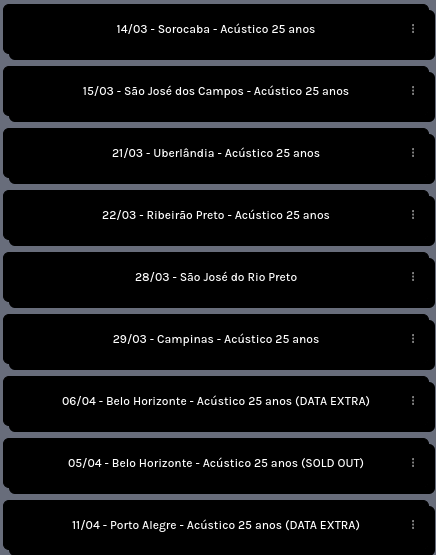 14/03 - Sorocaba - Acústico 25 anos
15/03 - São José dos Campos - Acústico 25 anos
21/03 - Uberlândia - Acústico 25 anos
22/03 - Ribeirão Preto - Acústico 25 anos
28/03 - São José do Rio Preto
29/03 - Campinas - Acústico 25 anos
06/04 - Belo Horizonte - Acústico 25 anos (DATA EXTRA)
05/04 - Belo Horizonte - Acústico 25 anos (SOLD OUT)
11/04 - Porto Alegre - Acústico 25 anos (DATA EXTRA)